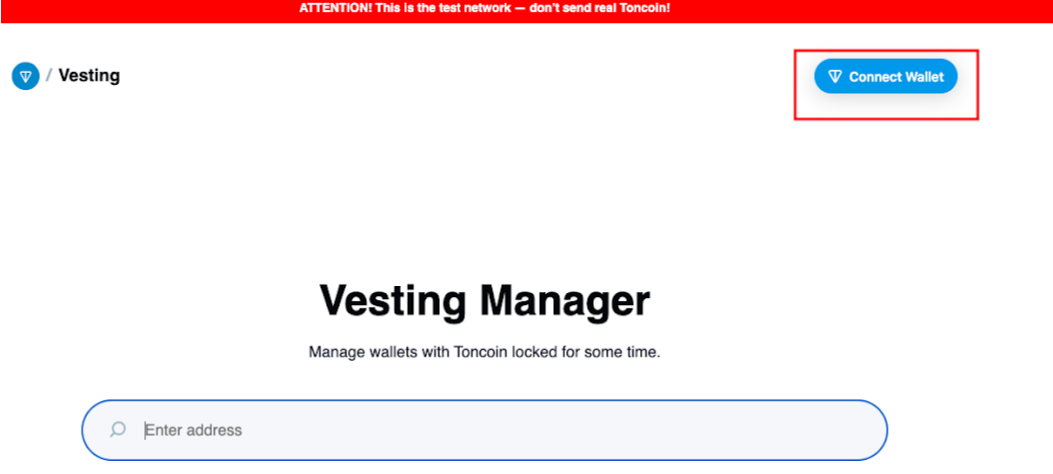 ATTENTION! This is the test network — don't send real Toncoin!
/ Vesting
Connect Wallet
Vesting Manager
Manage wallets with Toncoin locked for some time.
Enter address